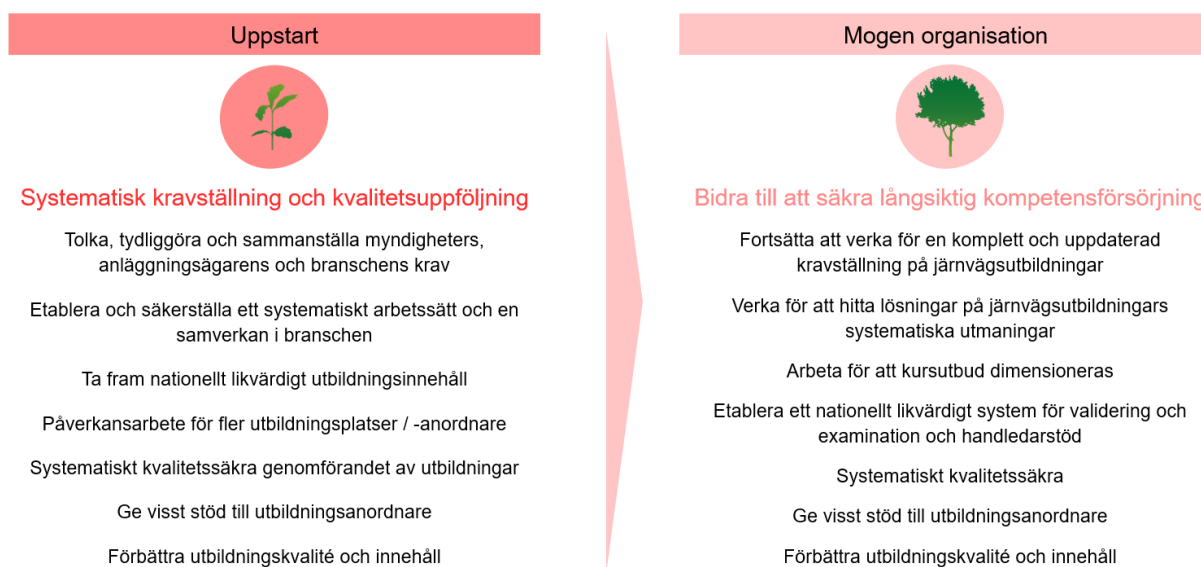 Uppstart
Systematisk kravställning och kvalitetsuppföljning
Tolka, tydliggöra och sammanställa myndigheters,
anläggningsägarens och branschens krav
Etablera och säkerställa ett systematiskt arbetssätt och en
samverkan i branschen
Ta fram nationellt likvärdigt utbildningsinnehåll
Påverkansarbete för fler utbildningsplatser / -anordnare
Systematiskt kvalitetssäkra genomförandet av utbildningar
Ge visst stöd till utbildningsanordnare
Förbättra utbildningskvalité och innehåll
Mogen organisation
Bidra till att säkra långsiktig kompetensförsörjning
Fortsätta att verka för en komplett och uppdaterad
kravställning på järnvägsutbildningar
Verka för att hitta lösningar på järnvägsutbildningars
systematiska utmaningar
Arbeta för att kursutbud dimensioneras
Etablera ett nationellt likvärdigt system för validering och
examination och handledarstöd
Systematiskt kvalitetssäkra
Ge visst stöd till utbildningsanordnare
Förbättra utbildningskvalité och innehåll